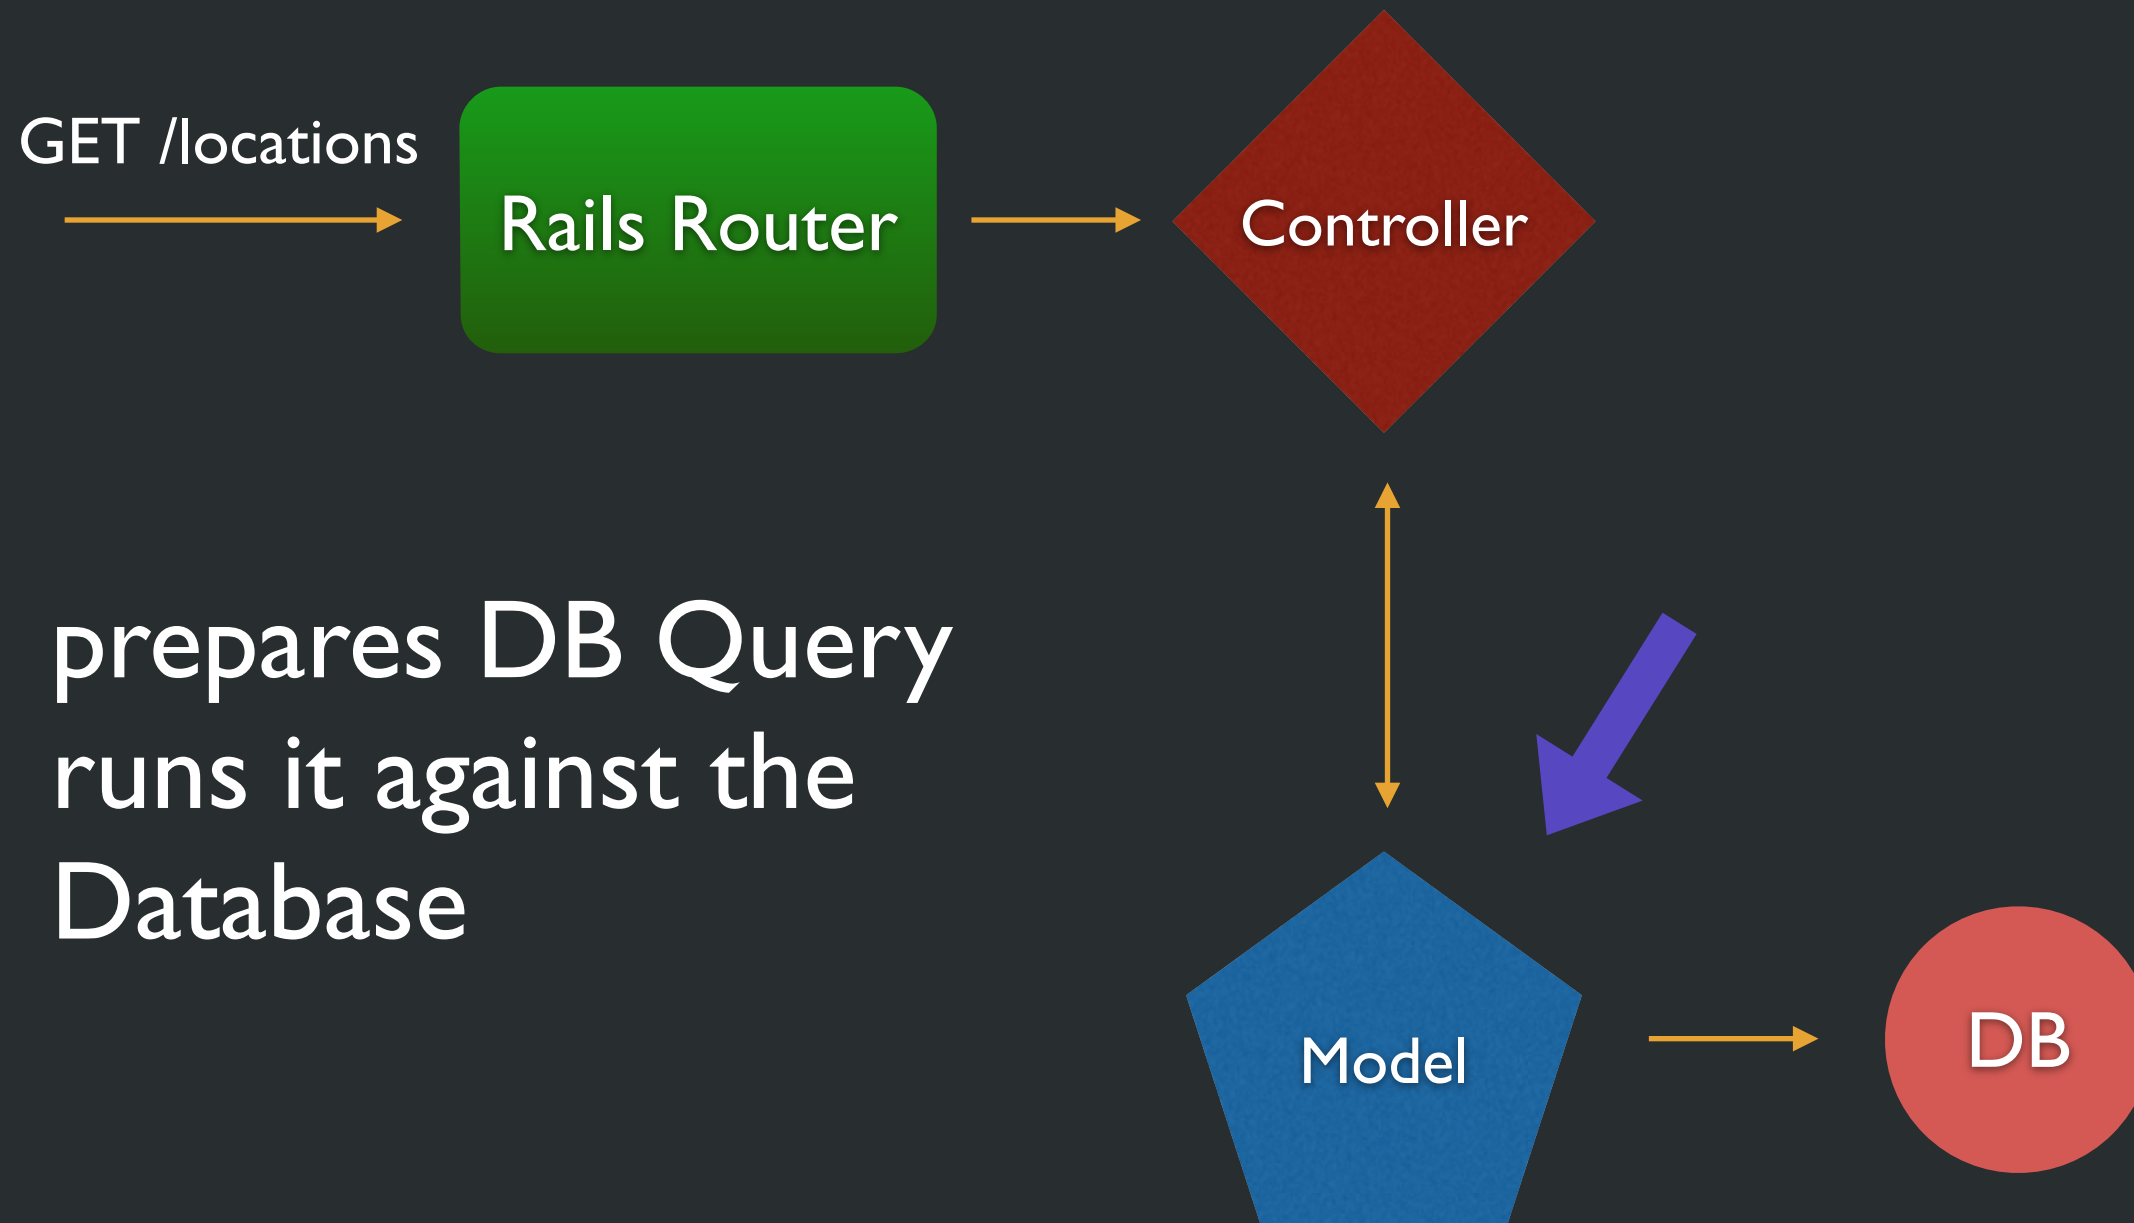 GET /locations
Rails Router
Controller
prepares DB Query
runs it against the
Database
Model
DB